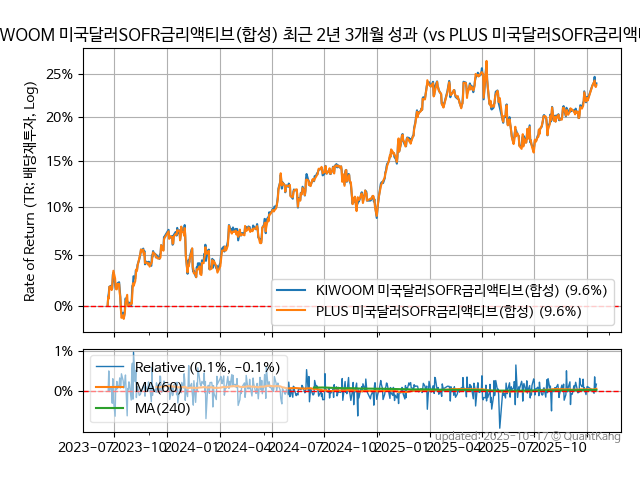 WOOM 미국달러SOFR금리액티브(합성) 최근 2년 3개월 성과 (vs PLUS 미국달러SOFR금리액
Rate of Return (TR: 배당재투자, Log)
25%
20%
15%
10%
5%
0%
KIWOOM 미국달러SOFR금리액티브(합성) (9.6%)
PLUS 미국달러SOFR금리액티브(합성) (9.6%)
1%
0%
Relative (0.1%, -0.1%)
MA(60)
MA(240)
2023-07 2023-10 2024-01 2024-04 2024-07 2024-10 2025-01 2025-04 2025-07 2025-10
© QuantKang